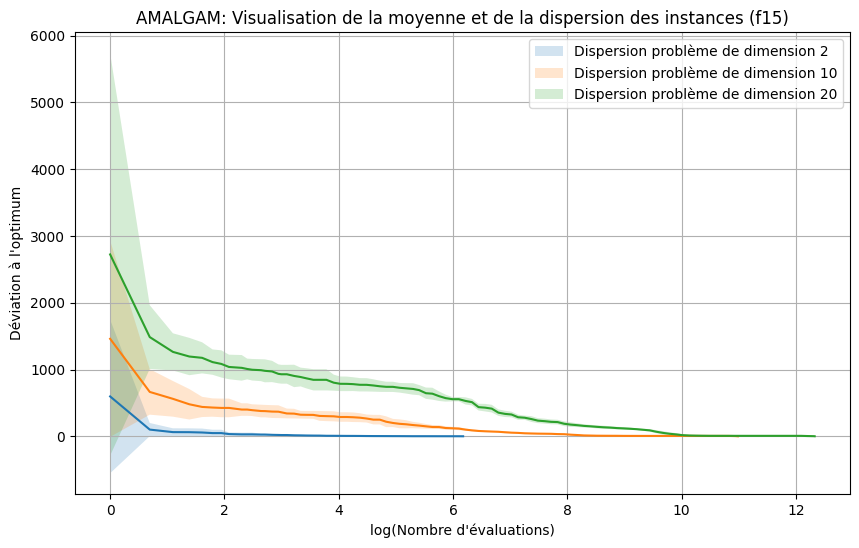 AMALGAM: Visualisation de la moyenne et de la dispersion des instances (f15)
Dispersion problème de dimension 2
Dispersion problème de dimension 10
Dispersion problème de dimension 20
Déviation à l'optimum
6000
5000
4000
3000
2000
1000
0
0 2 4 6 8 10 12
log(Nombre d'évaluations)